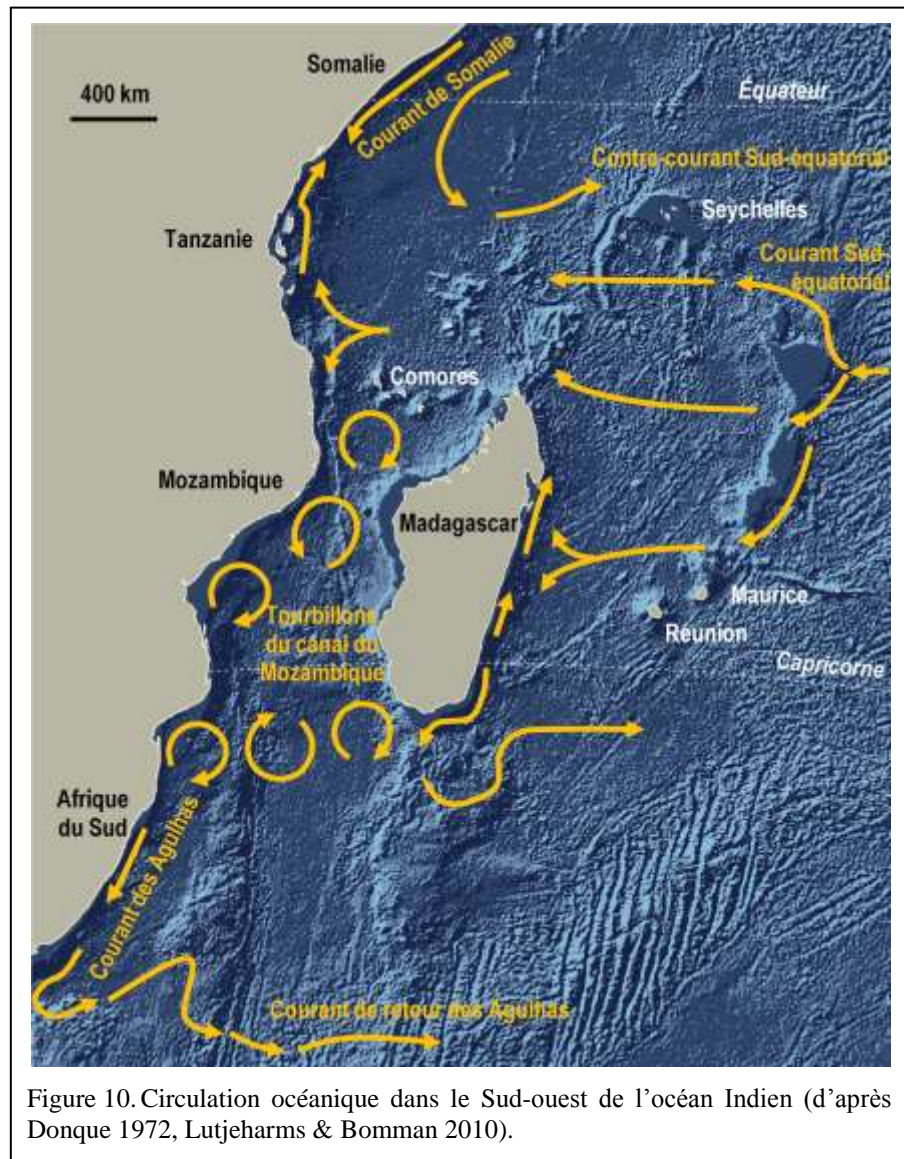 Somalie
400 km
Courant de Somalie
Équateur
Contre-courant Sud-équatorial
Seychelles
Tanzanie
Courant Sud-
équatorial
Comores
Mozambique
Madagascar
Maurice
Tourbillons
du canal du
Mozambique
Réunion
Capricorne
Afrique
du Sud
Courant des Agulhas
Courant de retour des Agulhas
Figure 10. Circulation océanique dans le Sud-ouest de l’océan Indien (d’après
Donque 1972, Lutjeharms & Bomman 2010).